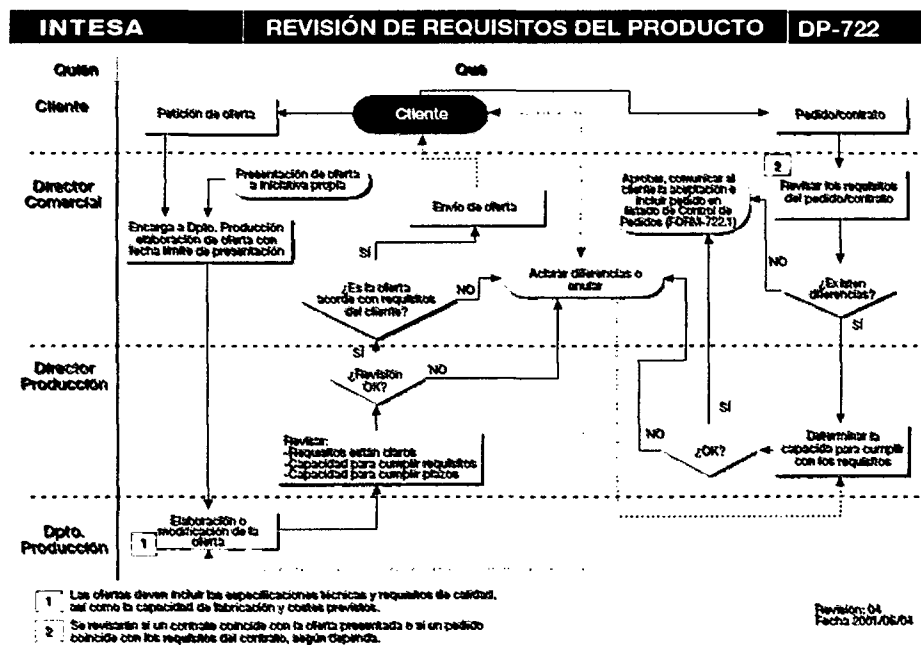 INTESA
REVISIÓN DE REQUISITOS DEL PRODUCTO
DP-722
Quién
Qué
Cliente
Petición de oferta
Cliente
Pedido/contrato
Director
Comercial
Presentación de oferta
a iniciativa propia
Envío de oferta
Aprobar, comunicar al
cliente la aceptación e
incluir pedido en
listado de Control de
Pedidos (FORM-722.1)
2
Revisar los requisitos
del pedido/contrato
Encarga a Dpto. Producción
elaboración de oferta con
fecha límite de presentación
SÍ
¿Es la oferta
acorde con requisitos
del cliente?
NO
Aclarar diferencias o
anular
NO
¿Existen
diferencias?
SÍ
SÍ
Director
Producción
¿Revisión
OK?
NO
SÍ
NO
¿OK?
Determinar la
capacida para cumplir
con los requisitos
Revisar:
-Requisitos están claros
-Capacidad para cumplir requisitos
-Capacidad para cumplir plazos
Dpto.
Producción
1
Elaboración o
modificación de la
oferta
1 Las ofertas deven incluir las especificaciones técnicas y requisitos de calidad,
así como la capacidad de fabricación y costes previstos.
2 Se revisarán si un contrato coincide con la oferta presentada o si un pedido
coincide con los requisitos del contrato, según dependa.
Revisión: 04
Fecha 2001/06/04